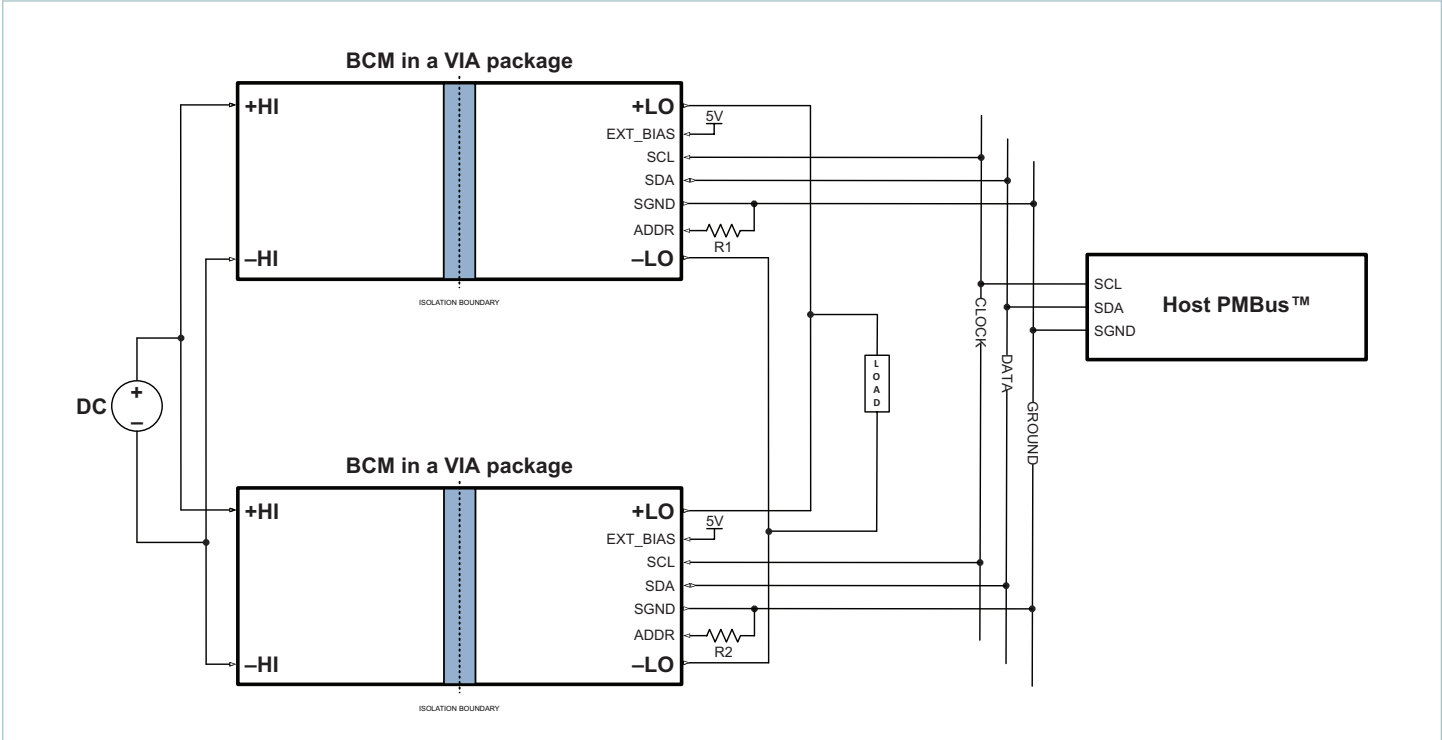 BCM in a VIA package
+HI
–HI
+LO
5V
EXT_BIAS
SCL
SDA
SGND
ADDR
R1
–LO
ISOLATION BOUNDARY
DC
+
–
LOAD
CLOCK
DATA
GROUND
SCL
SDA
SGND
Host PMBus™
BCM in a VIA package
+HI
–HI
+LO
5V
EXT_BIAS
SCL
SDA
SGND
ADDR
R2
–LO
ISOLATION BOUNDARY